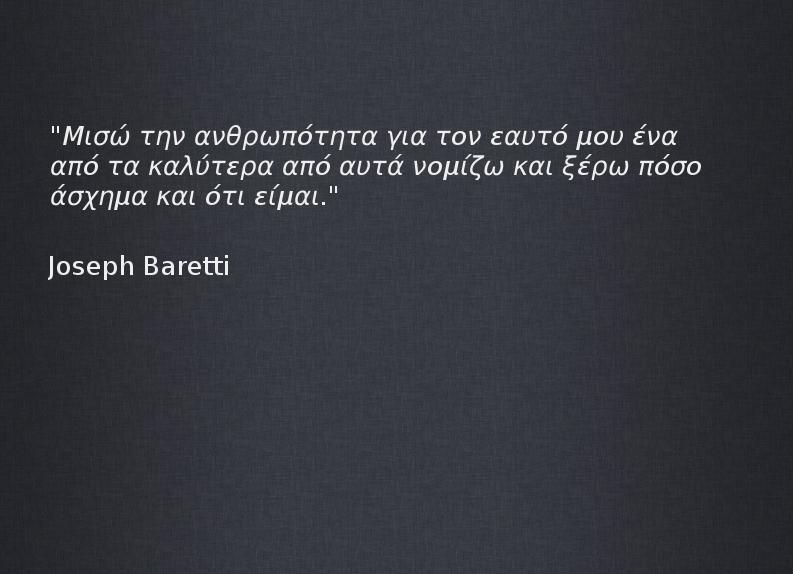 "Μισώ την ανθρωπότητα για τον εαυτό μου ένα
από τα καλύτερα από αυτά νομίζω και ξέρω πόσο
άσχημα και ότι είμαι."
Joseph Baretti